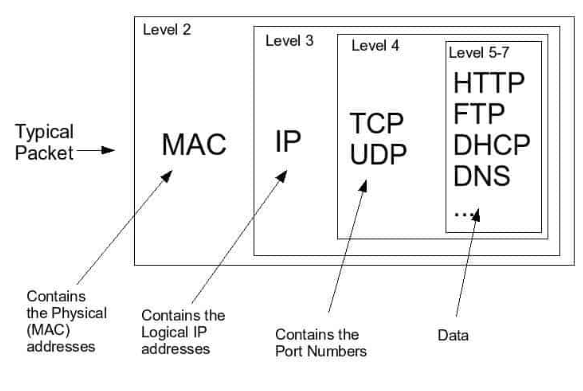 Level 2
Level 3
Level 4
Level 5-7
Typical
Packet
MAC
IP
TCP
UDP
HTTP
FTP
DHCP
DNS
...
Contains
the Physical
(MAC)
addresses
Contains the
Logical IP
addresses
Contains the
Port Numbers
Data